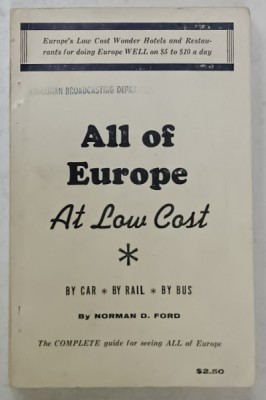 Europe's Low Cost Wonder Hotels and Restau-
rants for doing Europe WELL on $5 to $10 a day
BROADCASTING
All of
Europe
At Low Cost
*
BY CAR * BY RAIL * BY BUS
By NORMAN D. FORD
The COMPLETE guide for seeing ALL of Europe
$2.50